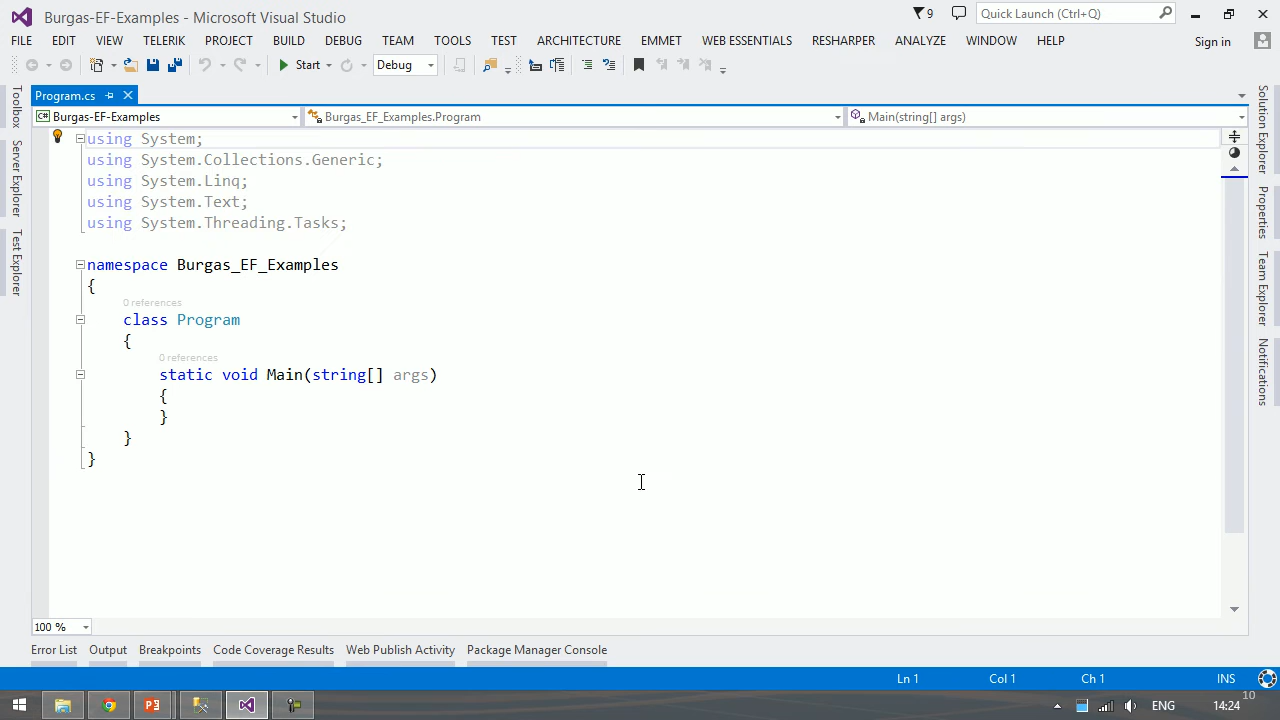 Burgas-EF-Examples - Microsoft Visual Studio
9
Quick Launch (Ctrl+Q)
FILE EDIT VIEW TELERIK PROJECT BUILD DEBUG TEAM TOOLS TEST ARCHITECTURE EMMET WEB ESSENTIALS RESHARPER ANALYZE WINDOW HELP Sign in
Start Debug
Program.cs
Burgas-EF-Examples Burgas_EF_Examples.Program Main(string[] args)
using System;
using System.Collections.Generic;
using System.Linq;
using System.Text;
using System.Threading.Tasks;
namespace Burgas_EF_Examples
{
0 references
class Program
{
0 references
static void Main(string[] args)
{
}
}
}
Toolbox
Server Explorer
Test Explorer
Solution Explorer
Properties
Team Explorer
Notifications
100 %
Error List Output Breakpoints Code Coverage Results Web Publish Activity Package Manager Console
Ln 1 Col 1 Ch 1 INS
ENG 14:24
10